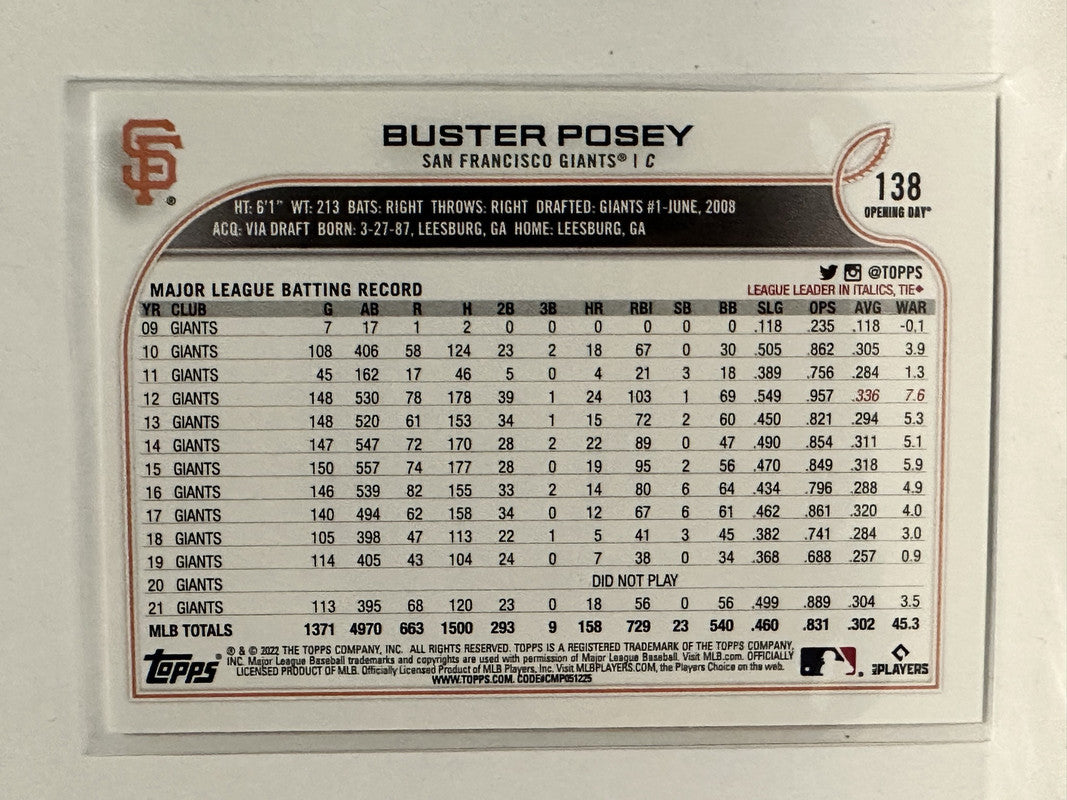 SF®
BUSTER POSEY
SAN FRANCISCO GIANTS® | C
138
OPENING DAY®
HT: 6'1" WT: 213 BATS: RIGHT THROWS: RIGHT DRAFTED: GIANTS #1-JUNE, 2008
ACQ: VIA DRAFT BORN: 3-27-87, LEESBURG, GA HOME: LEESBURG, GA
@TOPPS
MAJOR LEAGUE BATTING RECORD LEAGUE LEADER IN ITALICS, TIE◆
YR CLUB G AB R H 2B 3B HR RBI SB BB SLG OPS AVG WAR
09 GIANTS 7 17 1 2 0 0 0 0 0 0 .118 .235 .118 -0.1
10 GIANTS 108 406 58 124 23 2 18 67 0 30 .505 .862 .305 3.9
11 GIANTS 45 162 17 46 5 0 4 21 3 18 .389 .756 .284 1.3
12 GIANTS 148 530 78 178 39 1 24 103 1 69 .549 .957 .336 7.6
13 GIANTS 148 520 61 153 34 1 15 72 2 60 .450 .821 .294 5.3
14 GIANTS 147 547 72 170 28 2 22 89 0 47 .490 .854 .311 5.1
15 GIANTS 150 557 74 177 28 0 19 95 2 56 .470 .849 .318 5.9
16 GIANTS 146 539 82 155 33 2 14 80 6 64 .434 .796 .288 4.9
17 GIANTS 140 494 62 158 34 0 12 67 6 61 .462 .861 .320 4.0
18 GIANTS 105 398 47 113 22 1 5 41 3 45 .382 .741 .284 3.0
19 GIANTS 114 405 43 104 24 0 7 38 0 34 .368 .688 .257 0.9
20 GIANTS DID NOT PLAY
21 GIANTS 113 395 68 120 23 0 18 56 0 56 .499 .889 .304 3.5
MLB TOTALS 1371 4970 663 1500 293 9 158 729 23 540 .460 .831 .302 45.3
Topps®
® & © 2022 THE TOPPS COMPANY, INC. ALL RIGHTS RESERVED. TOPPS IS A REGISTERED TRADEMARK OF THE TOPPS COMPANY,
INC. Major League Baseball trademarks and copyrights are used with permission of Major League Baseball. Visit MLB.com. OFFICIALLY
LICENSED PRODUCT OF MLB. Officially Licensed Product of MLB Players, Inc. Visit MLBPLAYERS.COM, the Players Choice on the web.
WWW.TOPPS.COM. CODE#CMP051225
MLB PLAYERS